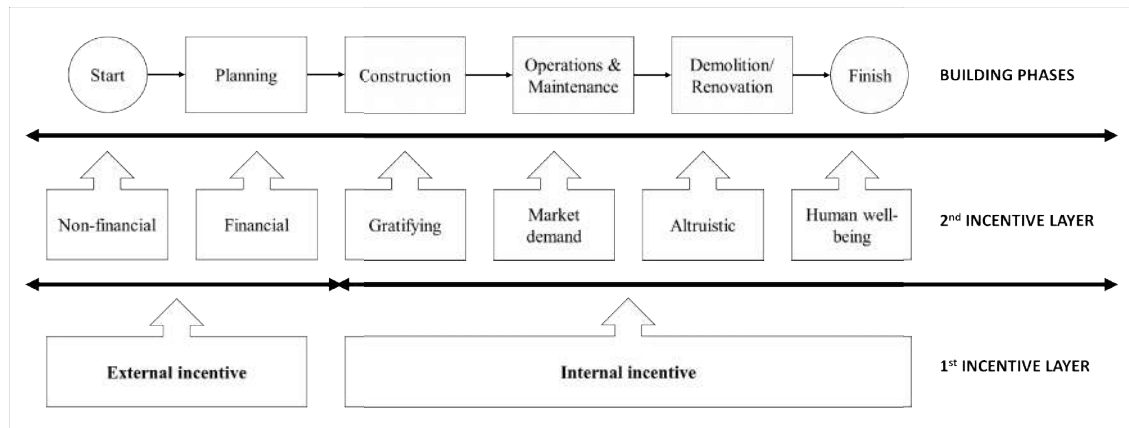 Start
Planning
Construction
Operations &
Maintenance
Demolition/
Renovation
Finish
BUILDING PHASES
Non-financial
Financial
Gratifying
Market
demand
Altruistic
Human well-
being
2nd INCENTIVE LAYER
External incentive
Internal incentive
1st INCENTIVE LAYER